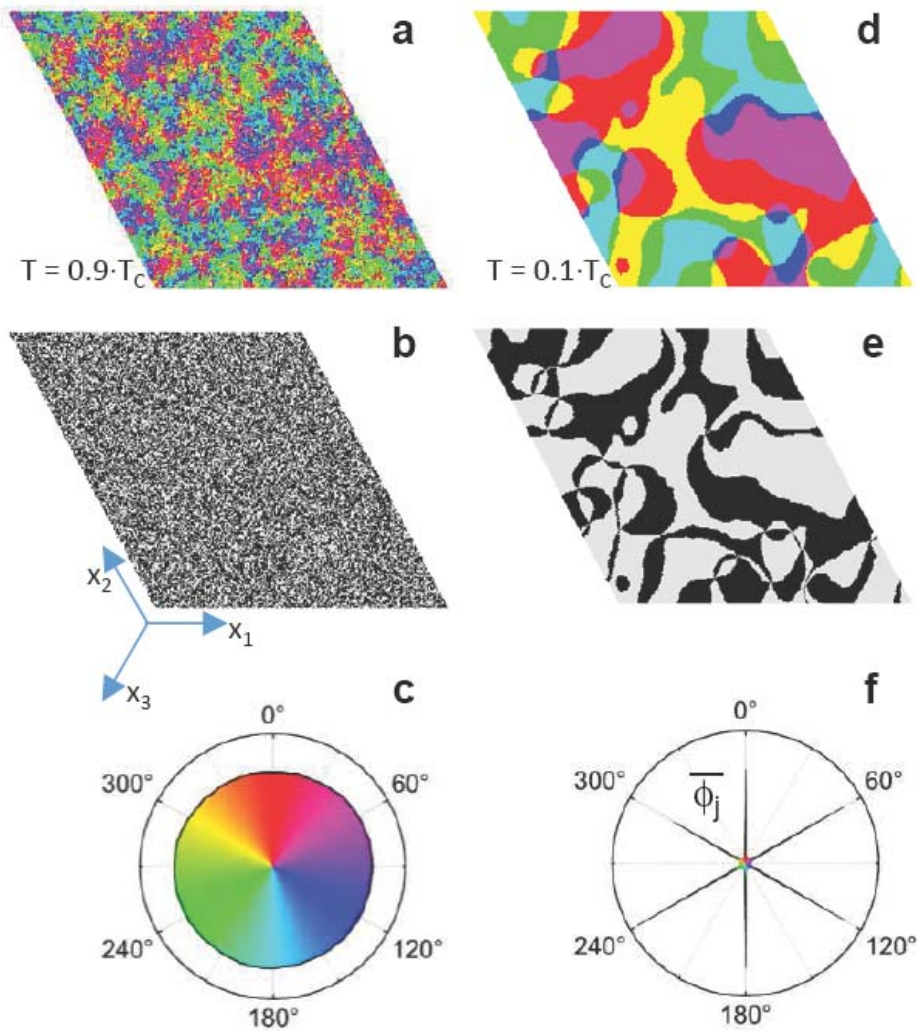 a
T = 0.9·T_C
d
T = 0.1·T_C
b
x_2
x_1
x_3
e
c
0°
300°
60°
240°
120°
180°
f
0°
300°
60°
ϕ_j
240°
120°
180°